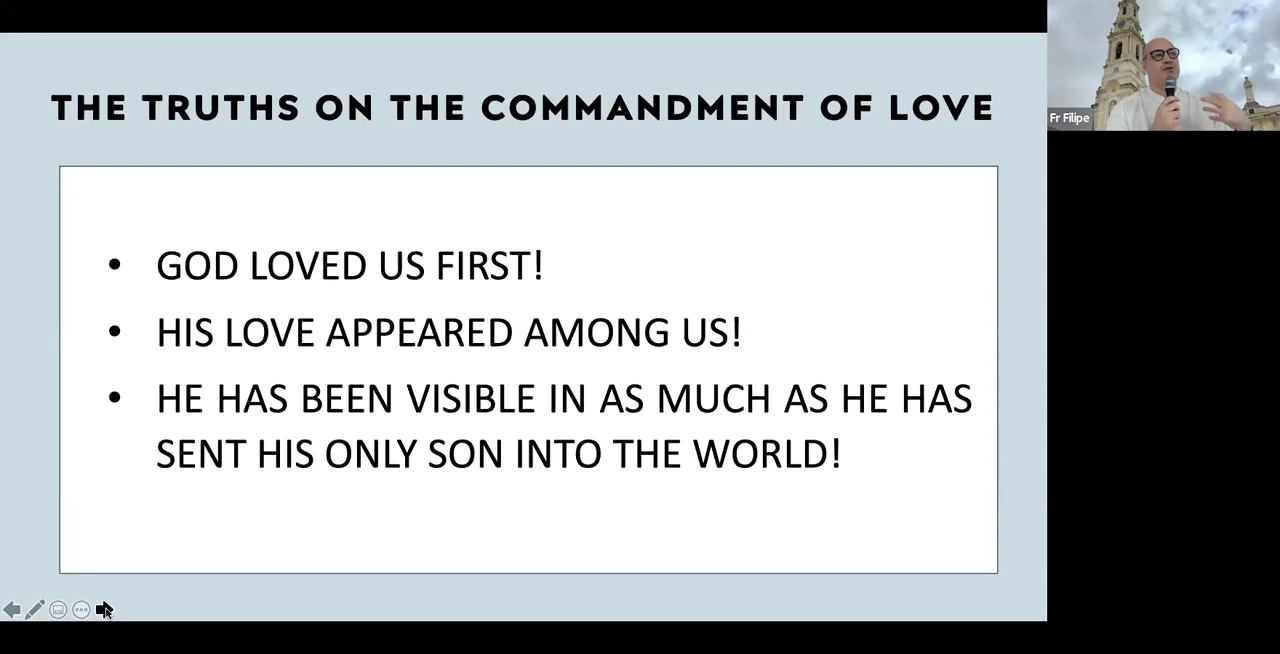 THE TRUTHS ON THE COMMANDMENT OF LOVE
• GOD LOVED US FIRST!
• HIS LOVE APPEARED AMONG US!
• HE HAS BEEN VISIBLE IN AS MUCH AS HE HAS
SENT HIS ONLY SON INTO THE WORLD!
Fr Filipe